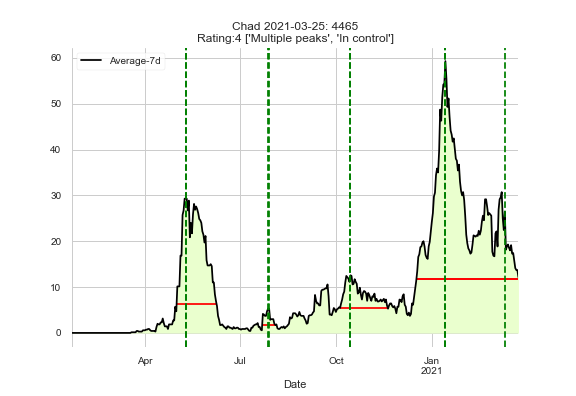 Chad 2021-03-25: 4465
Rating:4 ['Multiple peaks', 'In control']
Average-7d
60
50
40
30
20
10
0
Apr
Jul
Oct
Jan
2021
Date